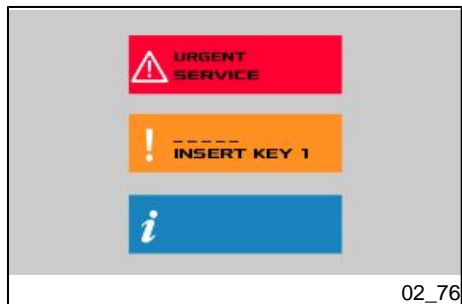 URGENT
SERVICE
! -----
INSERT KEY 1
i
02_76